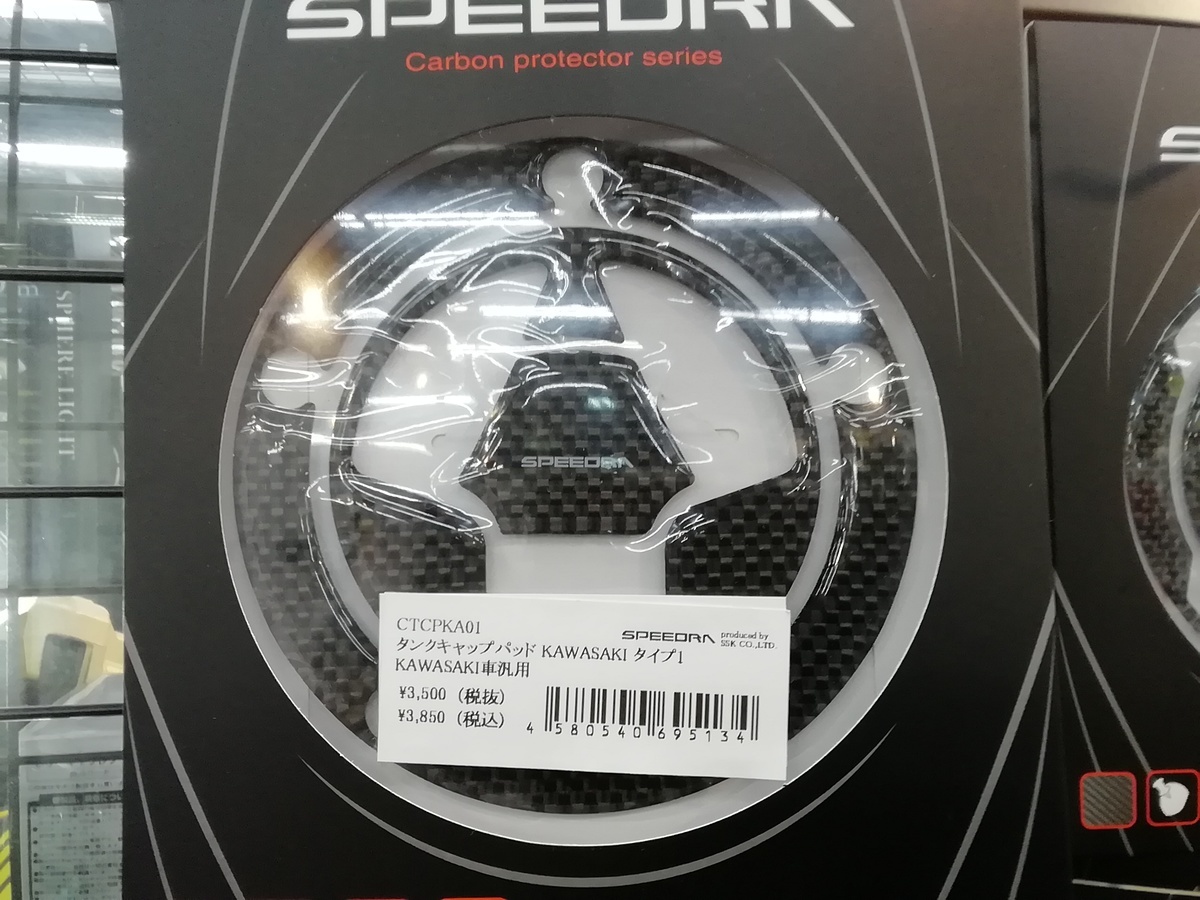 SPEEDRA
Carbon protector series
SPEEDRA
CTCPKA01
SPEEDRA produced by
SSK CO.,LTD.
タンクキャップパッド KAWASAKI タイプ1
KAWASAKI車汎用
¥3,500 (税抜)
¥3,850 (税込)
4 580540 695134
SPHERE LIGHT